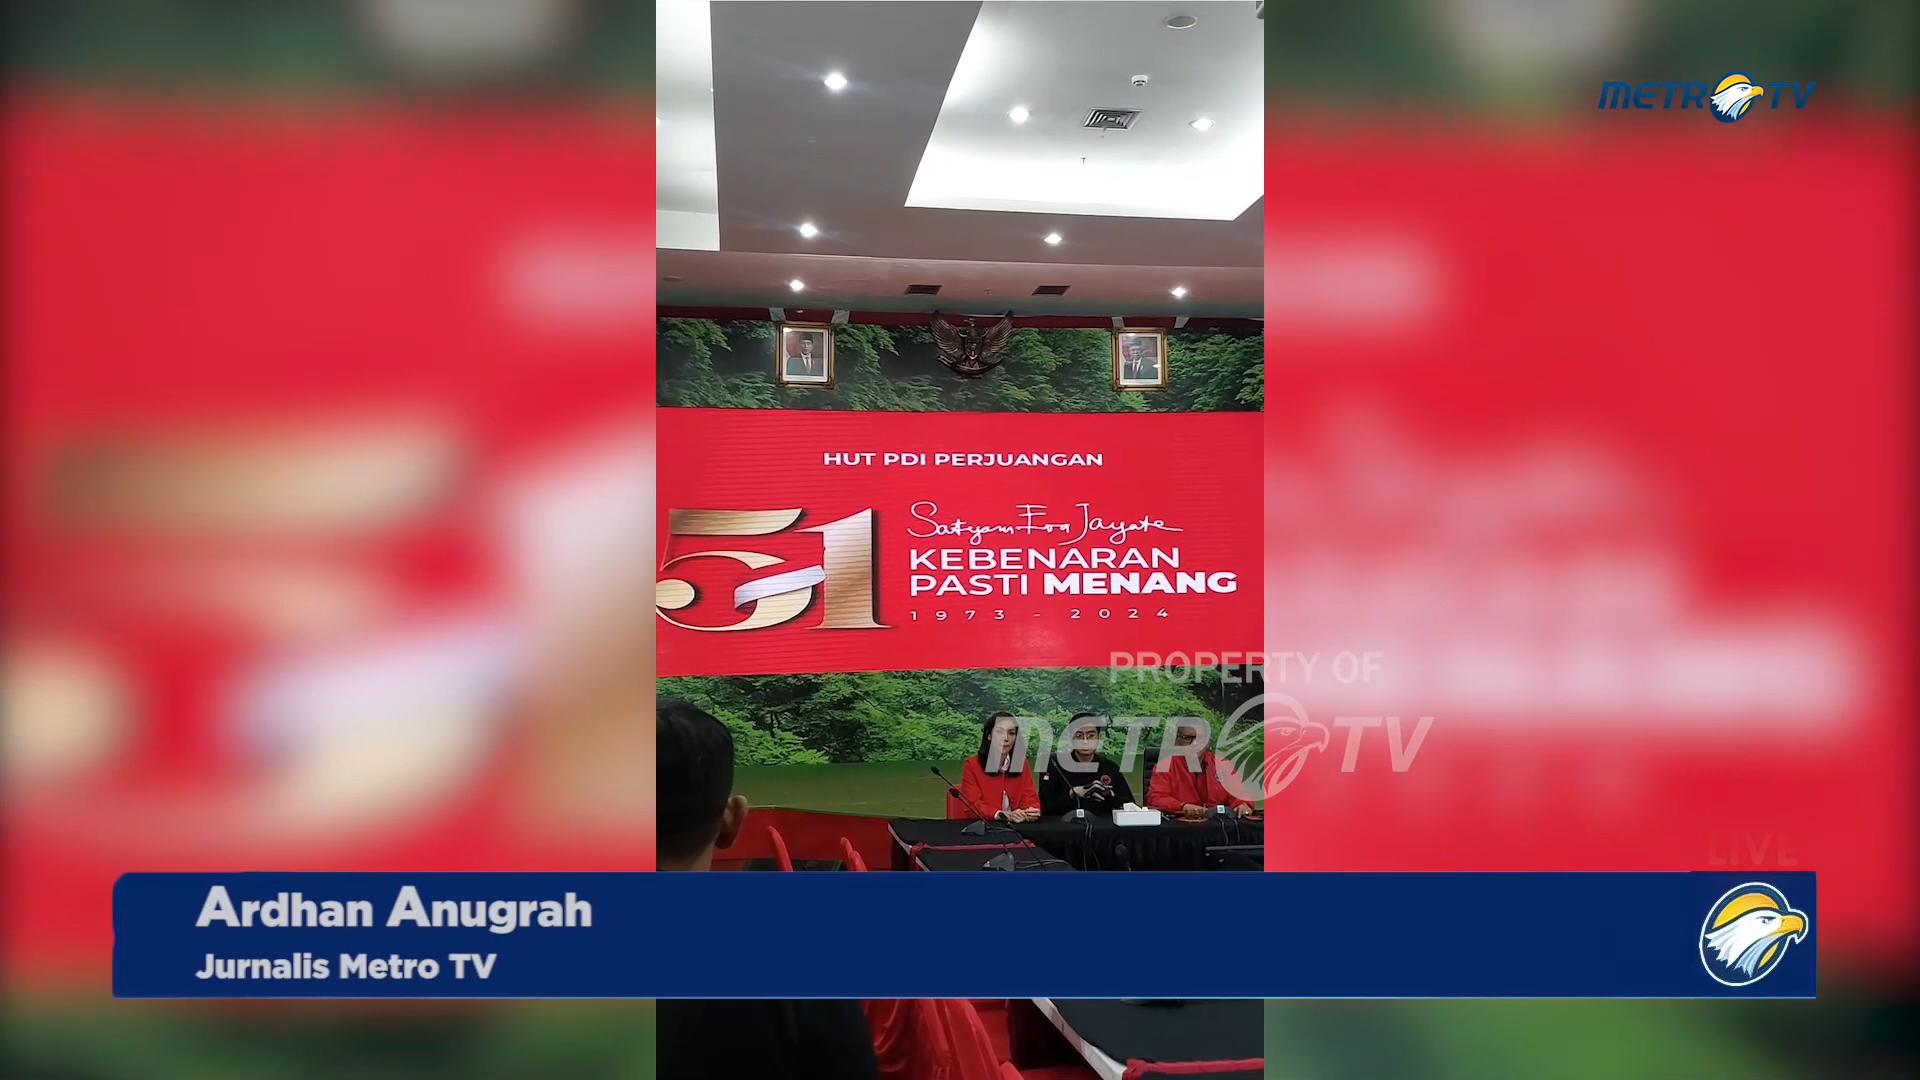 METRO TV
HUT PDI PERJUANGAN
51
Satyam Eva Jayate
KEBENARAN
PASTI MENANG
1973 - 2024
PROPERTY OF
METRO TV
LIVE
Ardhan Anugrah
Jurnalis Metro TV